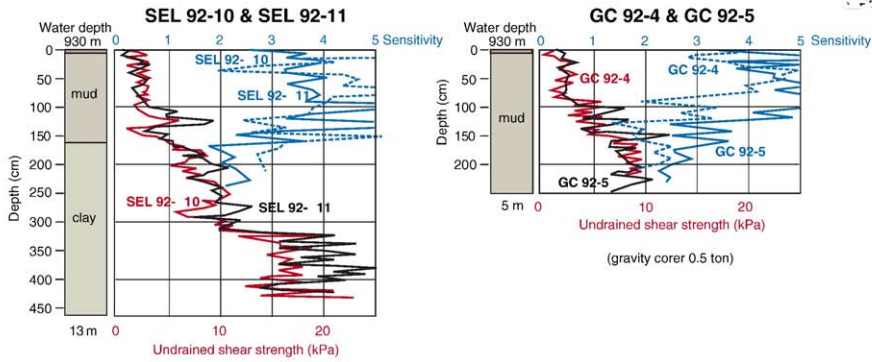 SEL 92-10 & SEL 92-11
Water depth
930 m
0 1 2 3 4 5 Sensitivity
0
50
100
150
200
250
300
350
400
450
Depth (cm)
mud
clay
SEL 92- 10
SEL 92- 11
SEL 92- 10
SEL 92- 11
13 m
0 10 20
Undrained shear strength (kPa)
GC 92-4 & GC 92-5
Water depth
930 m
0 1 2 3 4 5 Sensitivity
0
50
100
150
200
Depth (cm)
mud
GC 92-4
GC 92-4
GC 92-5
GC 92-5
5 m
0 10 20
Undrained shear strength (kPa)
(gravity corer 0.5 ton)